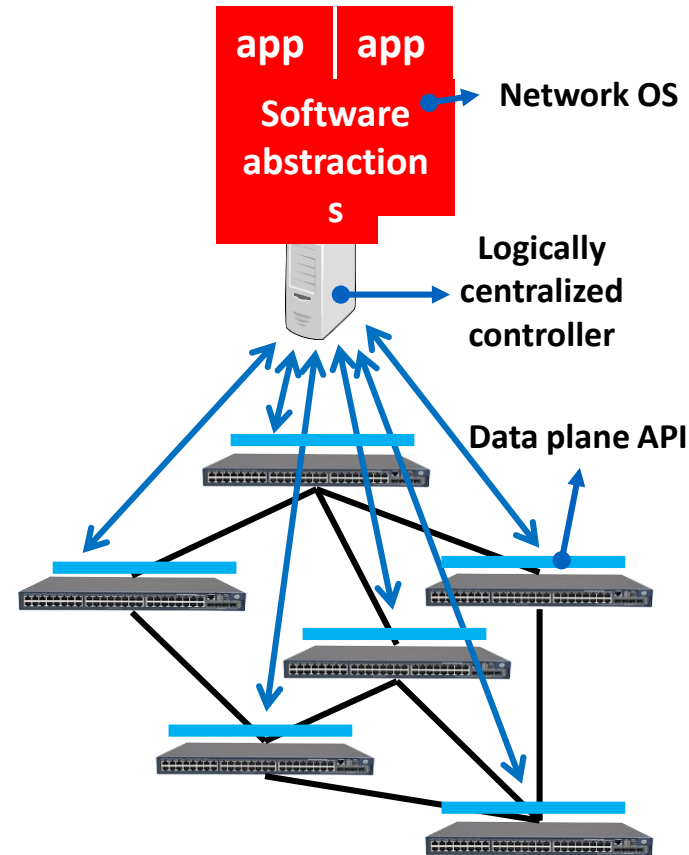 app app
Software
abstraction
s
Network OS
Logically
centralized
controller
Data plane API